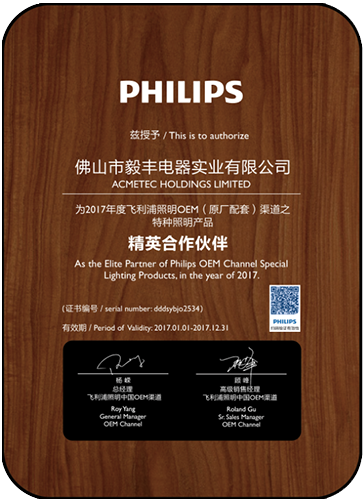 PHILIPS
兹授予 / This is to authorize
佛山市毅丰电器实业有限公司
ACMETEC HOLDINGS LIMITED
为2017年度飞利浦照明OEM（原厂配套）渠道之
特种照明产品
精英合作伙伴
As the Elite Partner of Philips OEM Channel Special
Lighting Products, in the year of 2017.
(证书编号 / serial number: dddsybjo2534)
有效期 / Period of Validity: 2017.01.01-2017.12.31
PHILIPS
扫码验证有效性
杨嵘
总经理
飞利浦照明中国OEM渠道
Roy Yang
General Manager
OEM Channel
顾峰
高级销售经理
飞利浦照明中国OEM渠道
Roland Gu
Sr. Sales Manager
OEM Channel